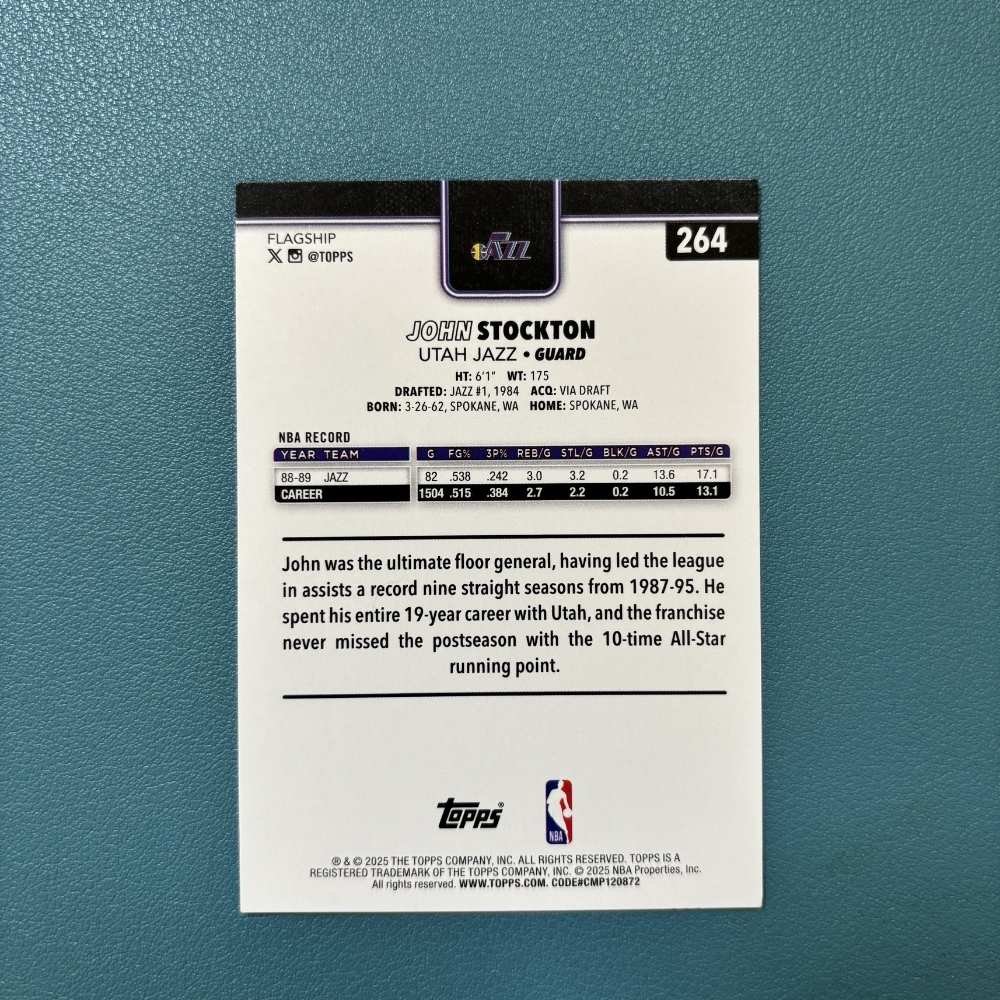 FLAGSHIP
X @TOPPS
JAZZ
264
JOHN STOCKTON
UTAH JAZZ • GUARD
HT: 6'1" WT: 175
DRAFTED: JAZZ #1, 1984 ACQ: VIA DRAFT
BORN: 3-26-62, SPOKANE, WA HOME: SPOKANE, WA
NBA RECORD
YEAR TEAM G FG% 3P% REB/G STL/G BLK/G AST/G PTS/G
88-89 JAZZ 82 .538 .242 3.0 3.2 0.2 13.6 17.1
CAREER 1504 .515 .384 2.7 2.2 0.2 10.5 13.1
John was the ultimate floor general, having led the league
in assists a record nine straight seasons from 1987-95. He
spent his entire 19-year career with Utah, and the franchise
never missed the postseason with the 10-time All-Star
running point.
topps®
NBA
® & © 2025 THE TOPPS COMPANY, INC. ALL RIGHTS RESERVED. TOPPS IS A
REGISTERED TRADEMARK OF THE TOPPS COMPANY, INC. © 2025 NBA Properties, Inc.
All rights reserved. WWW.TOPPS.COM. CODE#CMP120872